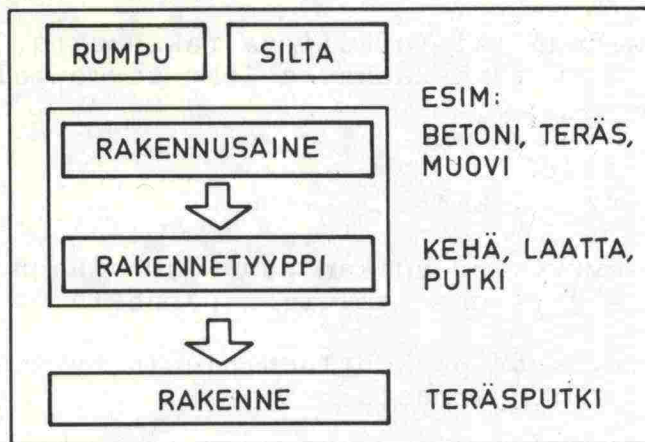 RUMPU SILTA
ESIM:
RAKENNUSAINE BETONI, TERÄS,
MUOVI
RAKENNETYYPPI KEHÄ, LAATTA,
PUTKI
RAKENNE TERÄSPUTKI